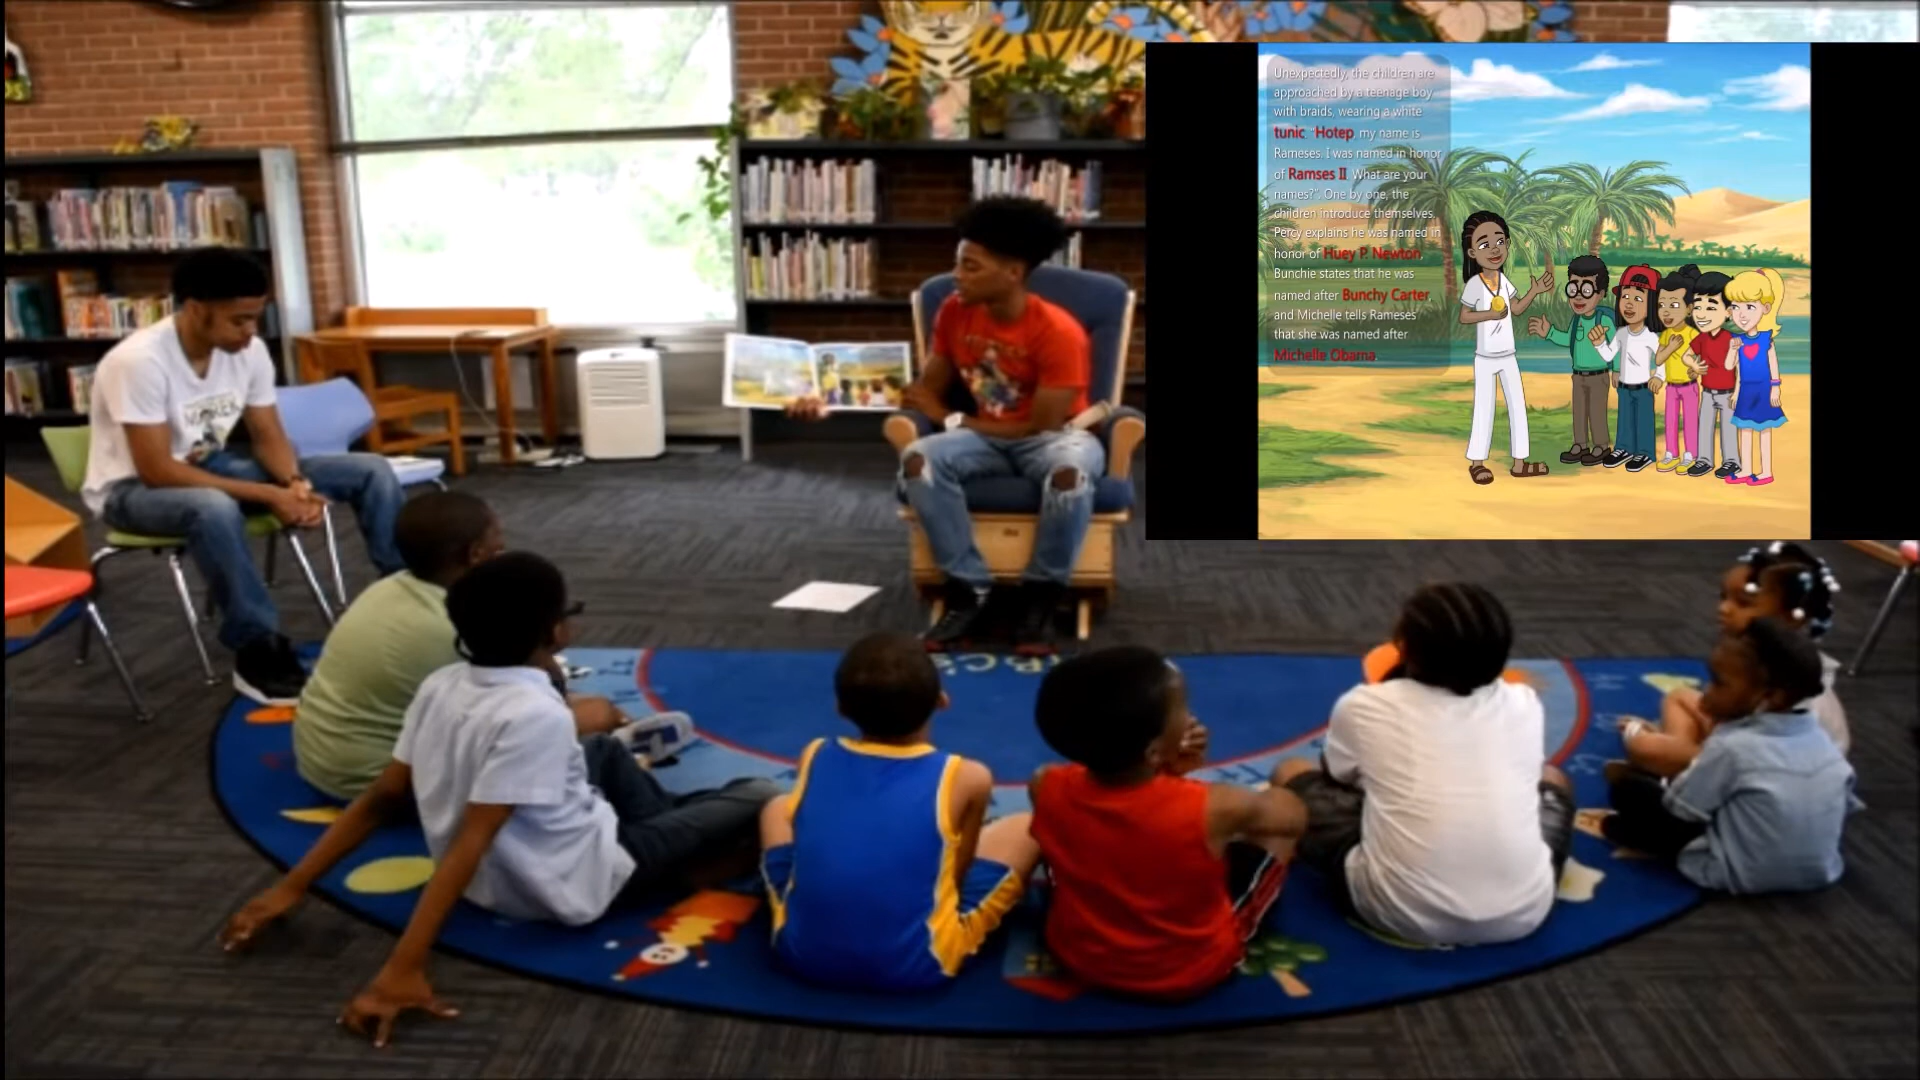 Unexpectedly, the children are
approached by a teenage boy
with braids, wearing a white
tunic. "Hotep my name is
Rameses. I was named in honor
of Ramses II. What are your
names?". One by one, the
children introduce themselves.
Percy explains he was named in
honor of Huey P. Newton,
Bunchie states that he was
named after Bunchy Carter,
and Michelle tells Rameses
that she was named after
Michelle Obama.
ABC's